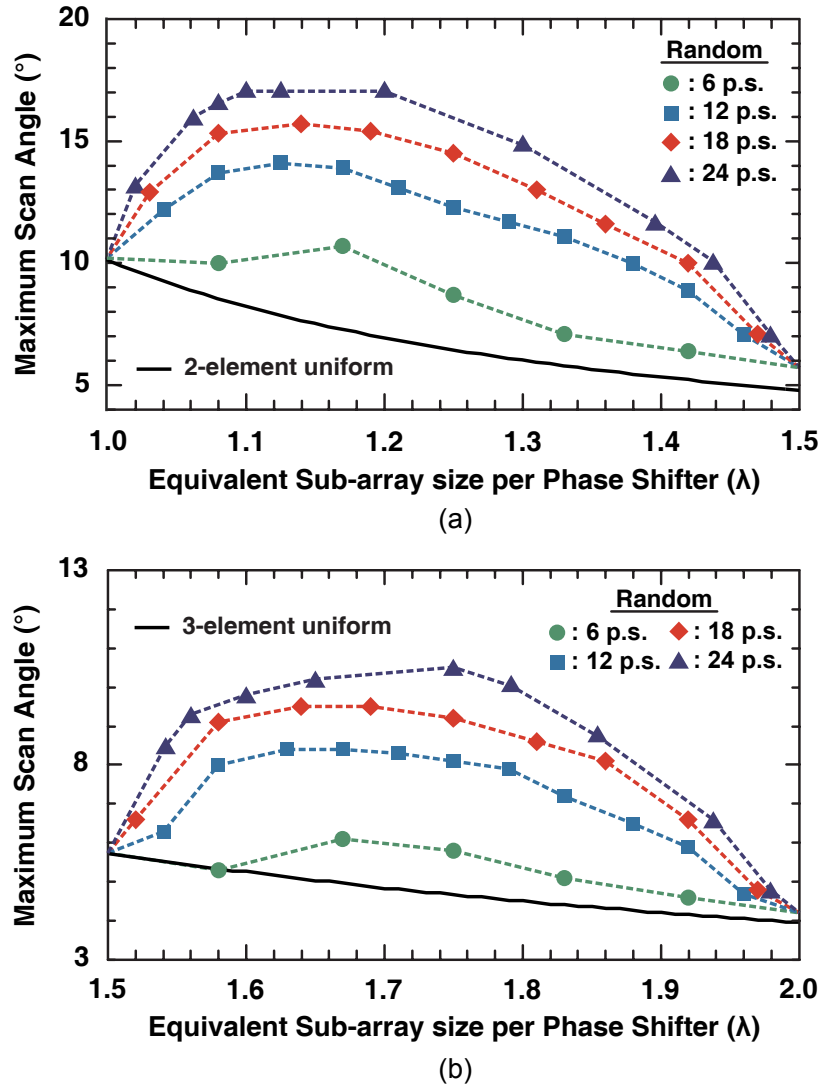 20
15
10
5
Maximum Scan Angle (°)
Random
: 6 p.s.
: 12 p.s.
: 18 p.s.
: 24 p.s.
2-element uniform
1.0 1.1 1.2 1.3 1.4 1.5
Equivalent Sub-array size per Phase Shifter (λ)
(a)
13
8
3
Maximum Scan Angle (°)
3-element uniform
Random
: 6 p.s. : 18 p.s.
: 12 p.s. : 24 p.s.
1.5 1.6 1.7 1.8 1.9 2.0
Equivalent Sub-array size per Phase Shifter (λ)
(b)